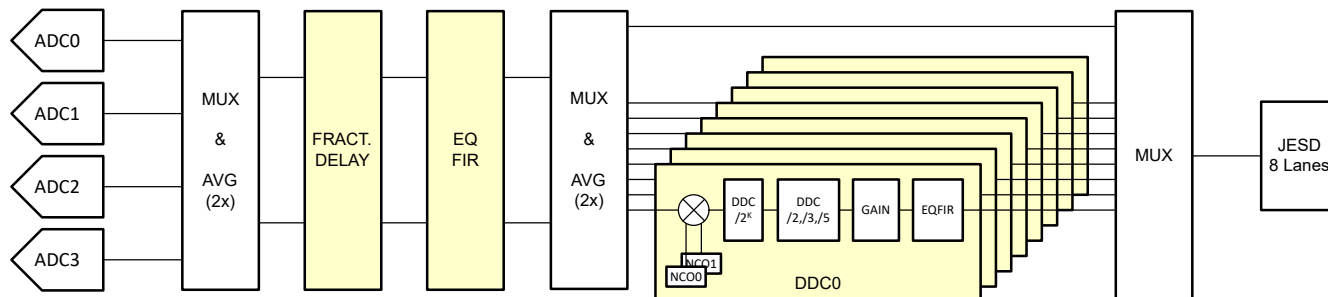 ADC0
ADC1
ADC2
ADC3
MUX
&
AVG
(2x)
FRACT.
DELAY
EQ
FIR
MUX
&
AVG
(2x)
DDC
/2ᴷ
DDC
/2,/3,/5
GAIN
EQFIR
NCO1
NCO0
DDC0
MUX
JESD
8 Lanes